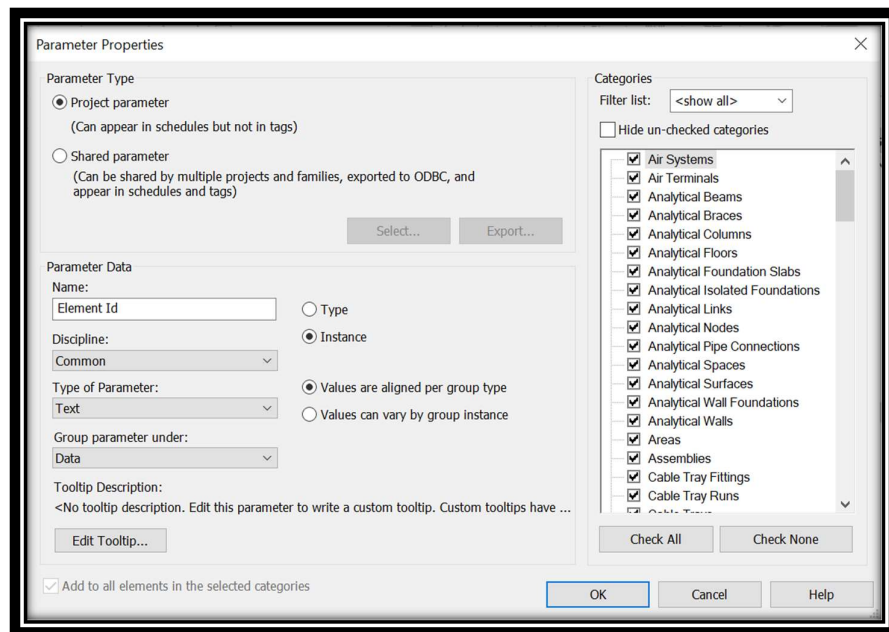 Parameter Properties
Parameter Type
Project parameter
(Can appear in schedules but not in tags)
Shared parameter
(Can be shared by multiple projects and families, exported to ODBC, and
appear in schedules and tags)
Select...
Export...
Parameter Data
Name:
Element Id
Type
Discipline:
Instance
Common
Type of Parameter:
Values are aligned per group type
Text
Values can vary by group instance
Group parameter under:
Data
Tooltip Description:
<No tooltip description. Edit this parameter to write a custom tooltip. Custom tooltips have ...
Edit Tooltip...
Add to all elements in the selected categories
Categories
Filter list:
<show all>
Hide un-checked categories
Air Systems
Air Terminals
Analytical Beams
Analytical Braces
Analytical Columns
Analytical Floors
Analytical Foundation Slabs
Analytical Isolated Foundations
Analytical Links
Analytical Nodes
Analytical Pipe Connections
Analytical Spaces
Analytical Surfaces
Analytical Wall Foundations
Analytical Walls
Areas
Assemblies
Cable Tray Fittings
Cable Tray Runs
Check All
Check None
OK
Cancel
Help